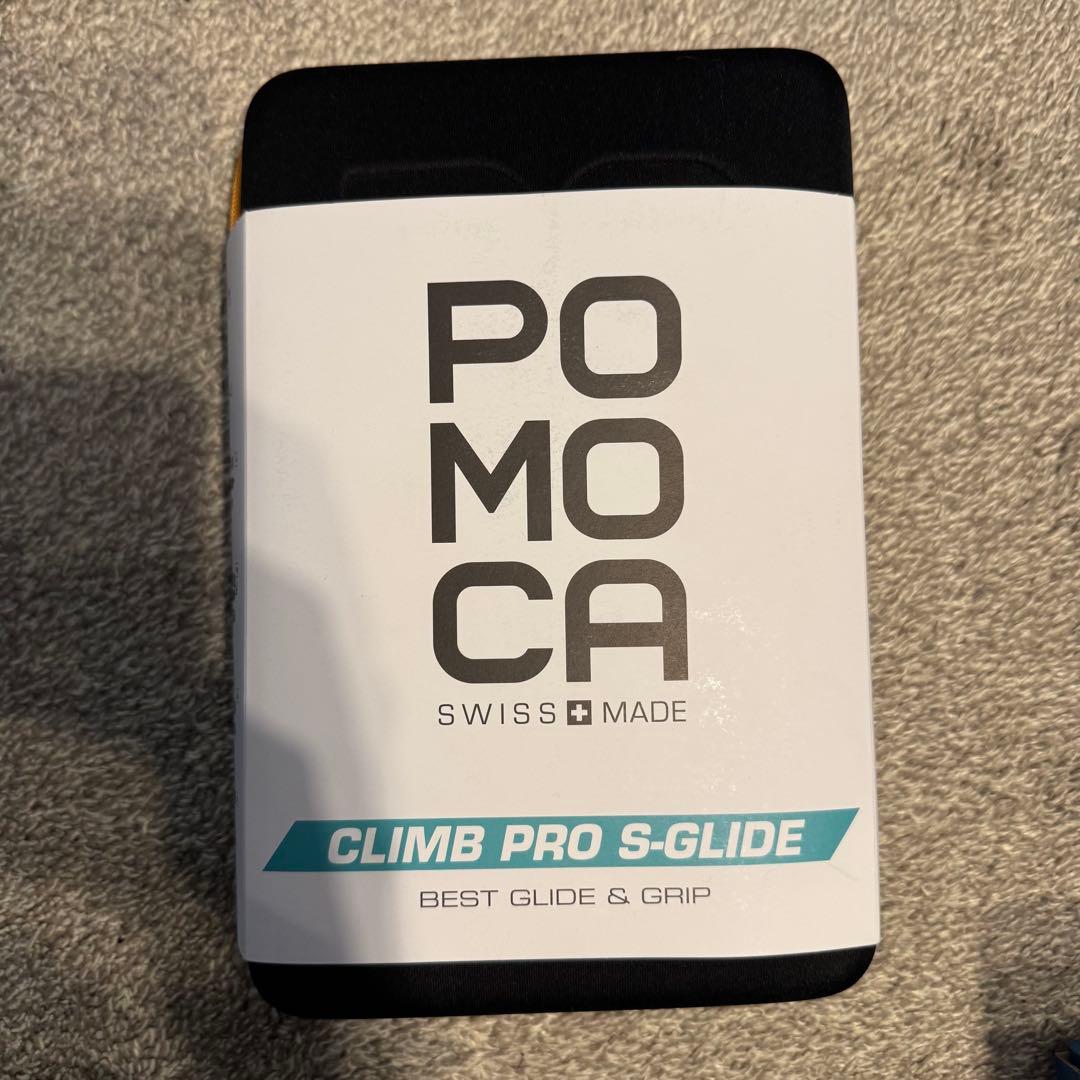 PO
MO
CA
SWISS MADE
CLIMB PRO S-GLIDE
BEST GLIDE & GRIP